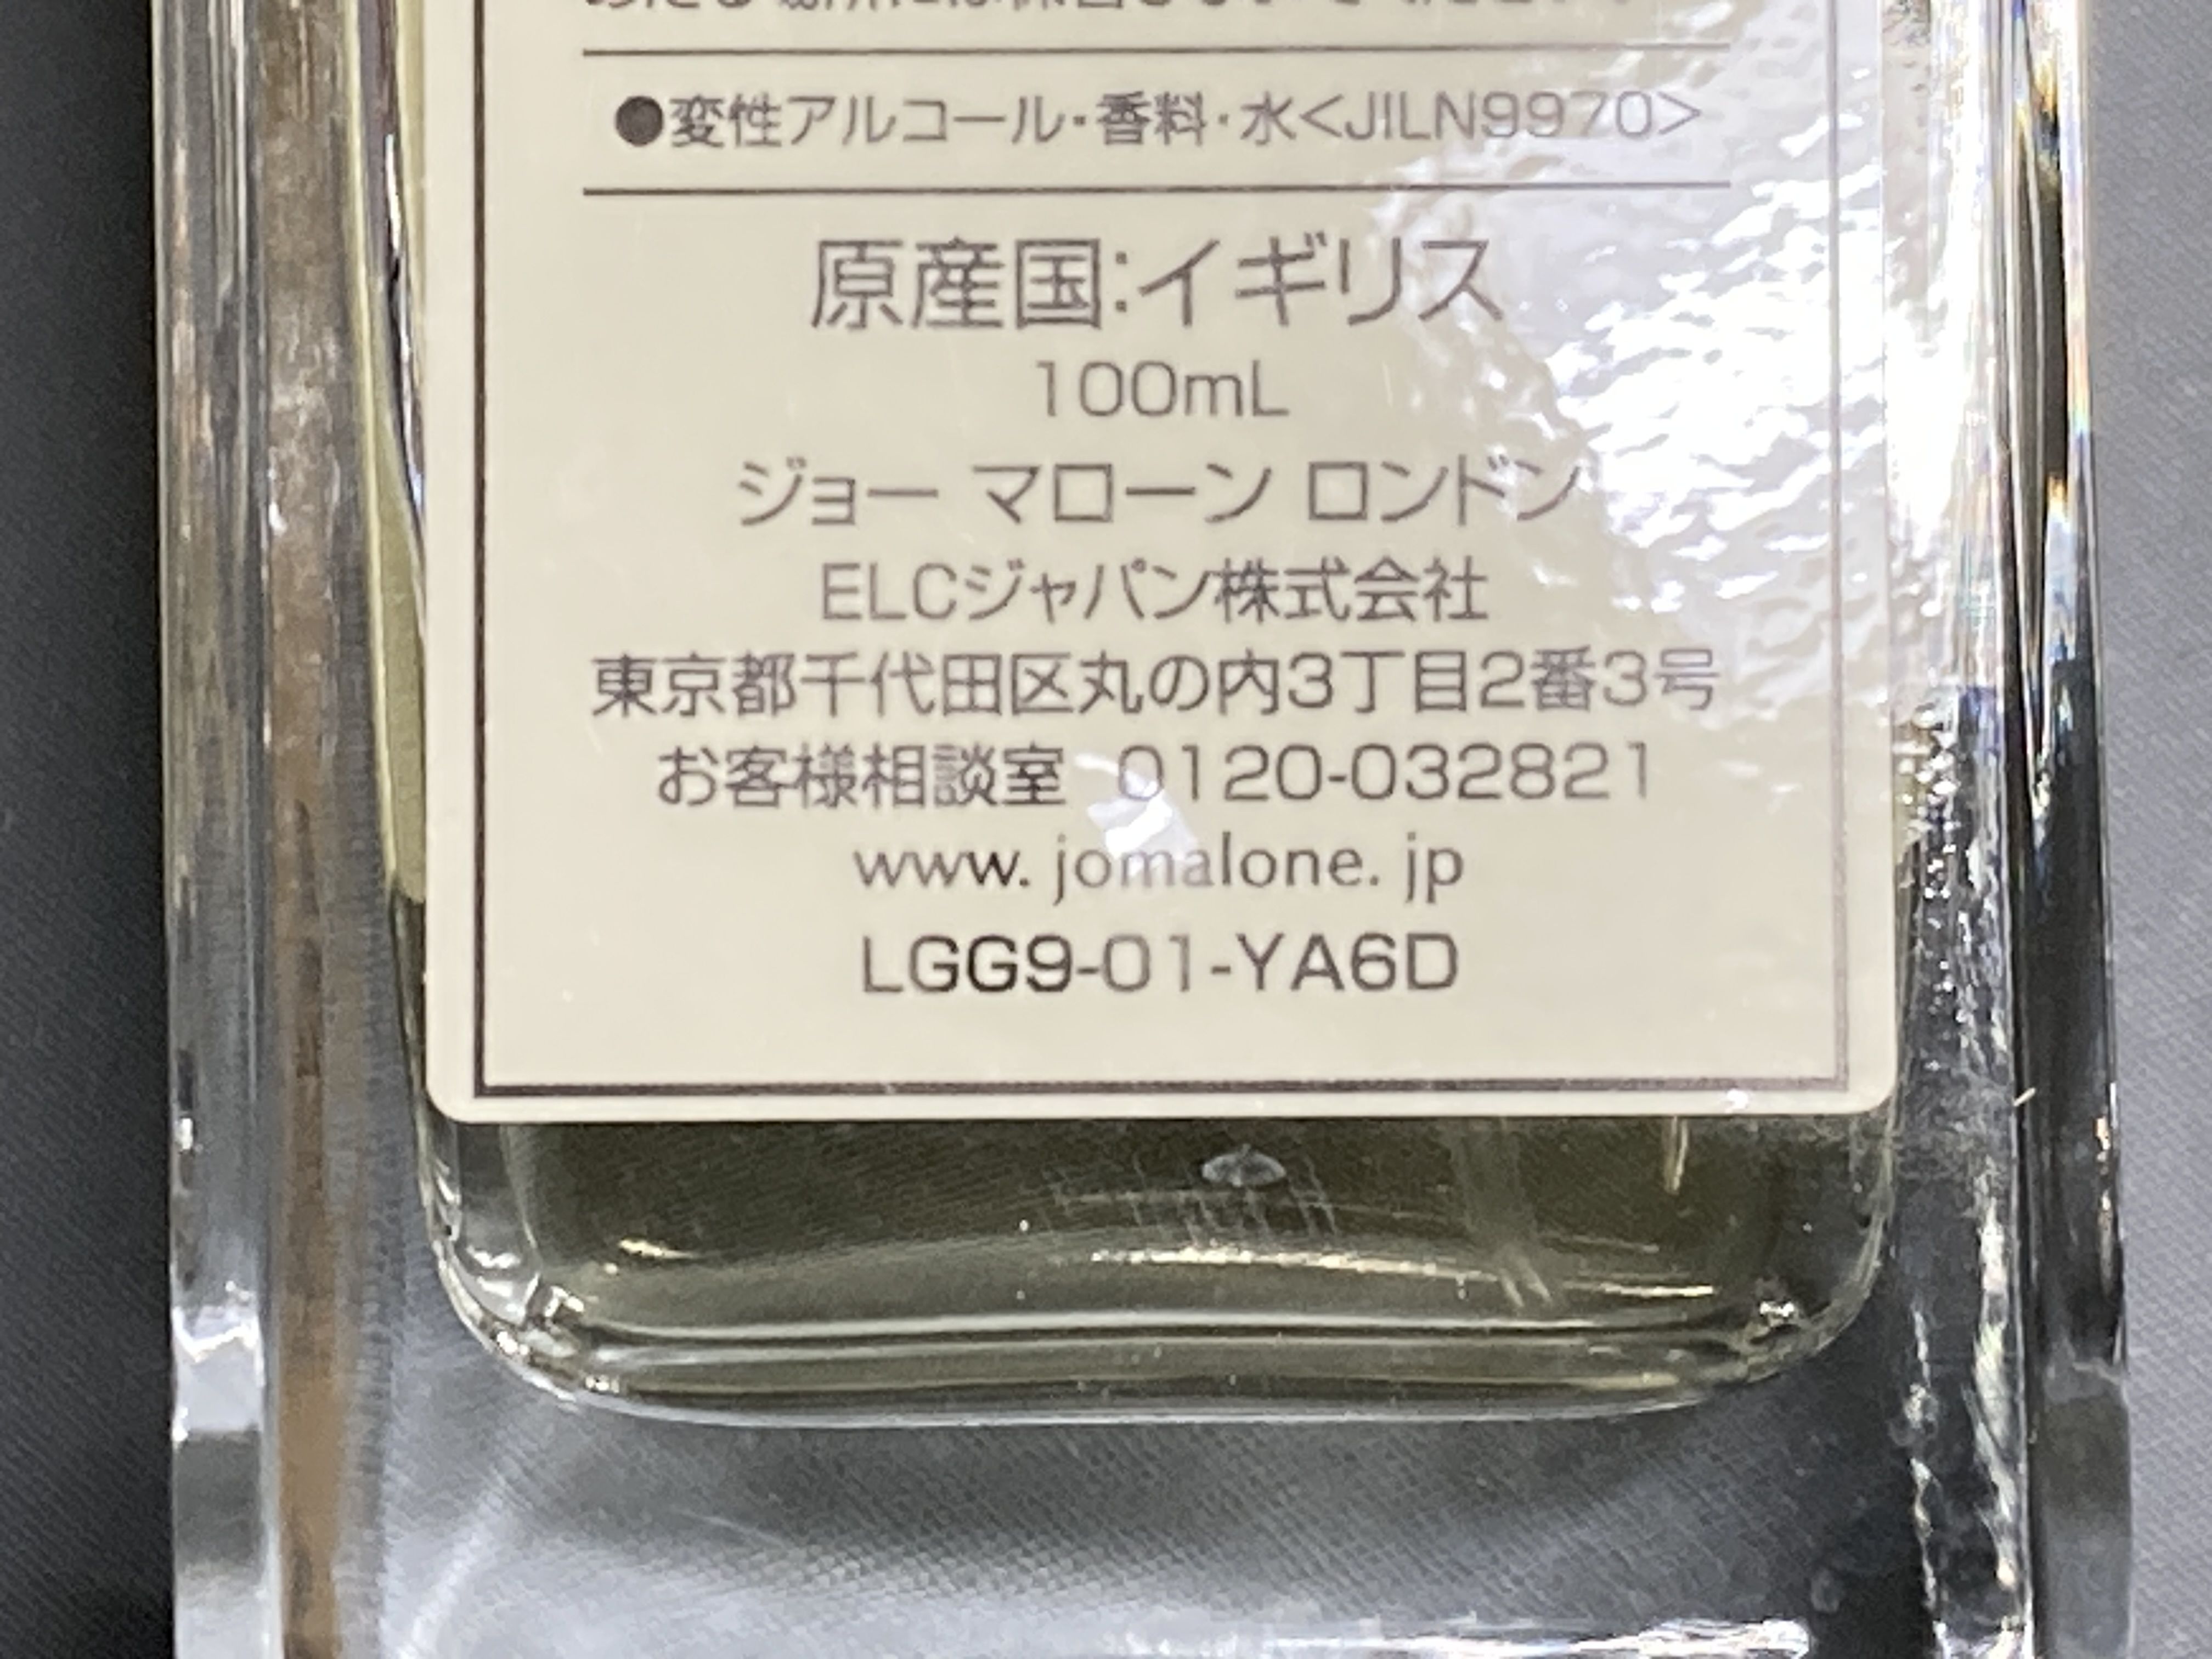 ●変性アルコール・香料・水<JILN9970>
原産国:イギリス
100mL
ジョー マローン ロンドン
ELCジャパン株式会社
東京都千代田区丸の内3丁目2番3号
お客様相談室 0120-032821
www. jomalone. jp
LGG9-01-YA6D